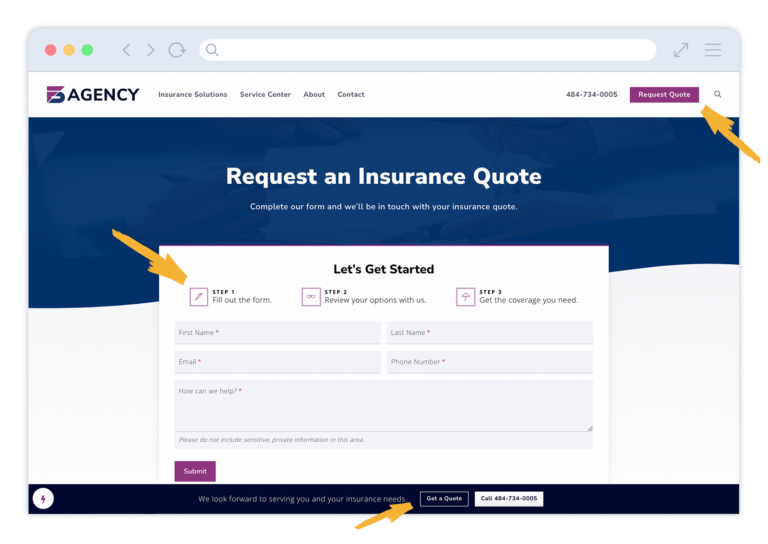 AGENCY
Insurance Solutions Service Center About Contact 484-734-0005 Request Quote
Request an Insurance Quote
Complete our form and we'll be in touch with your insurance quote.
Let's Get Started
STEP 1 STEP 2 STEP 3
Fill out the form. Review your options with us. Get the coverage you need.
First Name * Last Name *
Email * Phone Number *
How can we help? *
Please do not include sensitive, private information in this area.
Submit
We look forward to serving you and your insurance needs. Get a Quote Call 484-734-0005